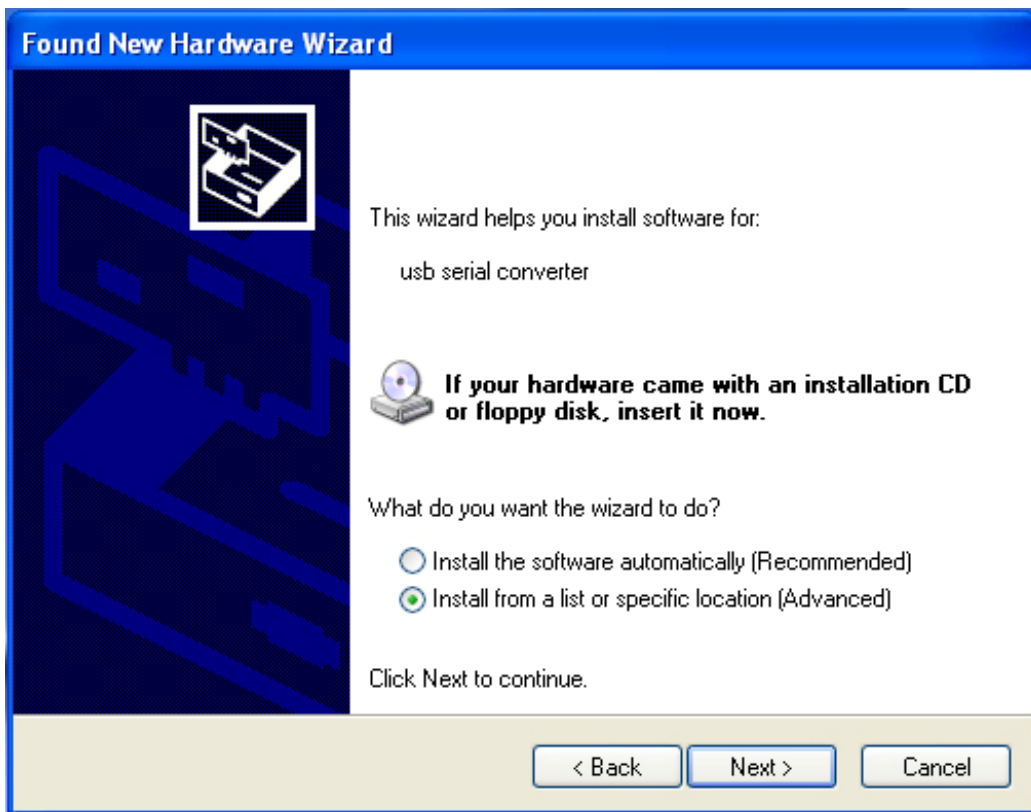 Found New Hardware Wizard
This wizard helps you install software for:
usb serial converter
If your hardware came with an installation CD
or floppy disk, insert it now.
What do you want the wizard to do?
Install the software automatically (Recommended)
Install from a list or specific location (Advanced)
Click Next to continue.
< Back
Next >
Cancel